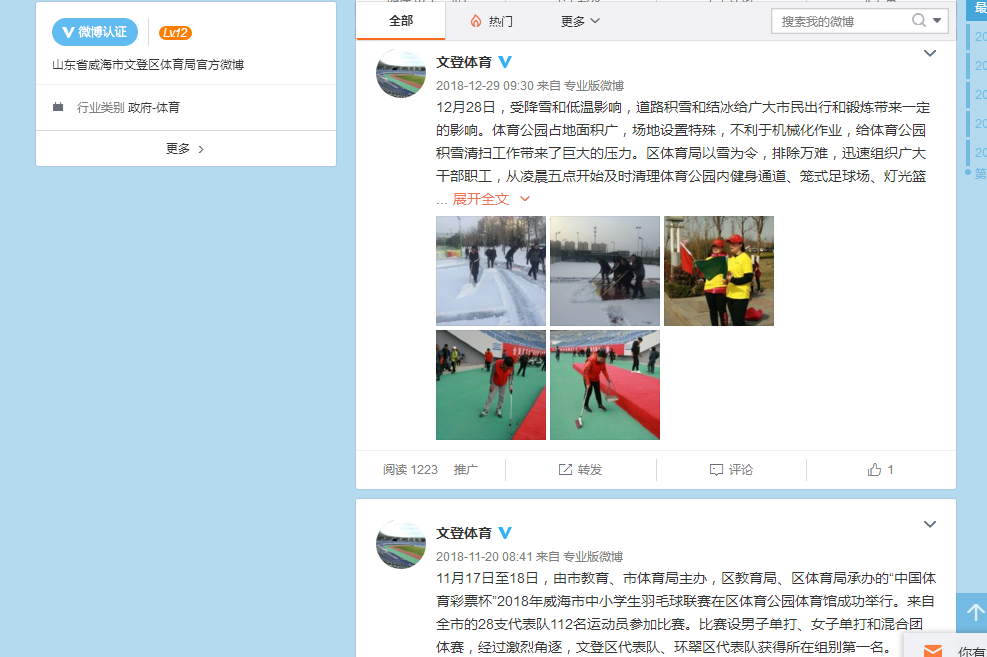 微博认证
Lv12
山东省威海市文登区体育局官方微博
行业类别 政府-体育
更多
全部
热门
更多
搜索我的微博
文登体育
2018-12-29 09:30 来自 专业版微博
12月28日，受降雪和低温影响，道路积雪和结冰给广大市民出行和锻炼带来一定
的影响。体育公园占地面积广，场地设置特殊，不利于机械化作业，给体育公园
积雪清扫工作带来了巨大的压力。区体育局以雪为令，排除万难，迅速组织广大
干部职工，从凌晨五点开始及时清理体育公园内健身通道、笼式足球场、灯光篮
... 展开全文
阅读 1223 推广
转发
评论
1
文登体育
2018-11-20 08:41 来自 专业版微博
11月17日至18日，由市教育、市体育局主办，区教育局、区体育局承办的“中国体
育彩票杯”2018年威海市中小学生羽毛球联赛在区体育公园体育馆成功举行。来自
全市的28支代表队112名运动员参加比赛。比赛设男子单打、女子单打和混合团
体赛，经过激烈角逐，文登区代表队、环翠区代表队获得所在组别第一名。
最
20
20
20
20
20
第
你有